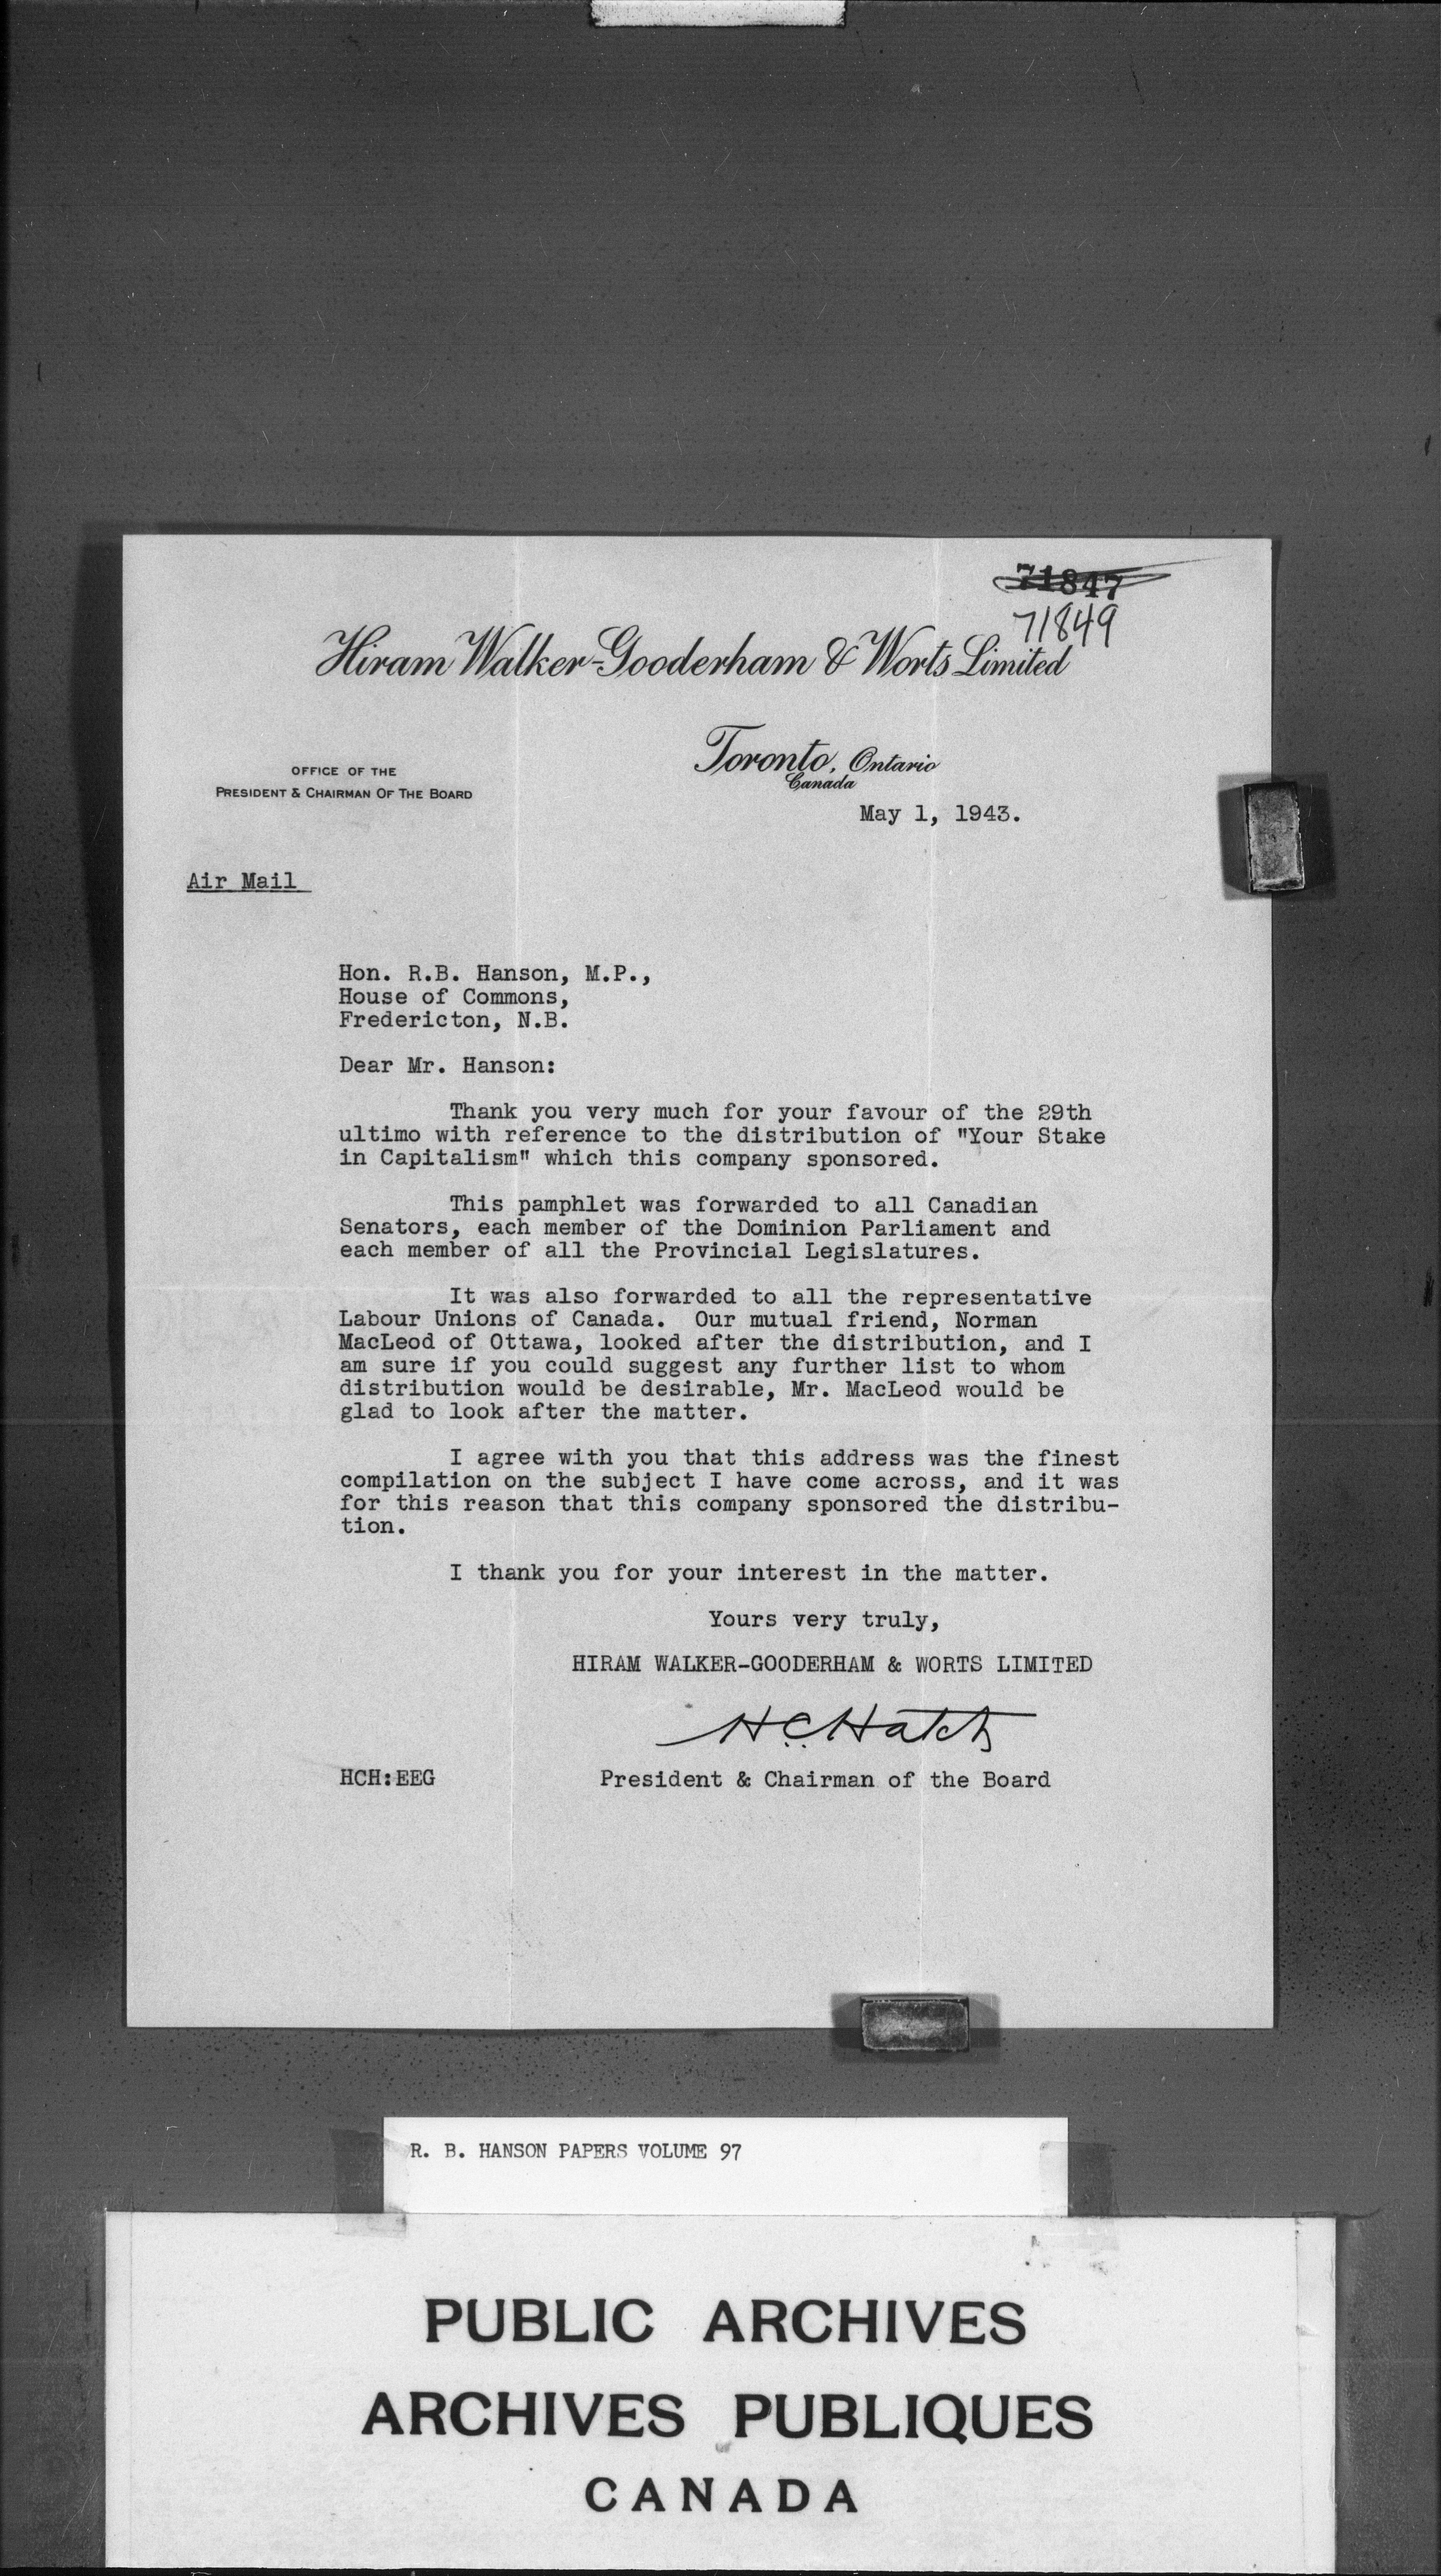 71847
71849
Hiram Walker-Gooderham & Worts Limited
Toronto, Ontario
Canada
OFFICE OF THE
PRESIDENT & CHAIRMAN OF THE BOARD
May 1, 1943.
Air Mail
Hon. R.B. Hanson, M.P.,
House of Commons,
Fredericton, N.B.
Dear Mr. Hanson:
Thank you very much for your favour of the 29th
ultimo with reference to the distribution of "Your Stake
in Capitalism" which this company sponsored.
This pamphlet was forwarded to all Canadian
Senators, each member of the Dominion Parliament and
each member of all the Provincial Legislatures.
It was also forwarded to all the representative
Labour Unions of Canada. Our mutual friend, Norman
MacLeod of Ottawa, looked after the distribution, and I
am sure if you could suggest any further list to whom
distribution would be desirable, Mr. MacLeod would be
glad to look after the matter.
I agree with you that this address was the finest
compilation on the subject I have come across, and it was
for this reason that this company sponsored the distribu-
tion.
I thank you for your interest in the matter.
Yours very truly,
HIRAM WALKER-GOODERHAM & WORTS LIMITED
H.C. Hatch
HCH:EEG President & Chairman of the Board
R. B. HANSON PAPERS VOLUME 97
PUBLIC ARCHIVES
ARCHIVES PUBLIQUES
CANADA